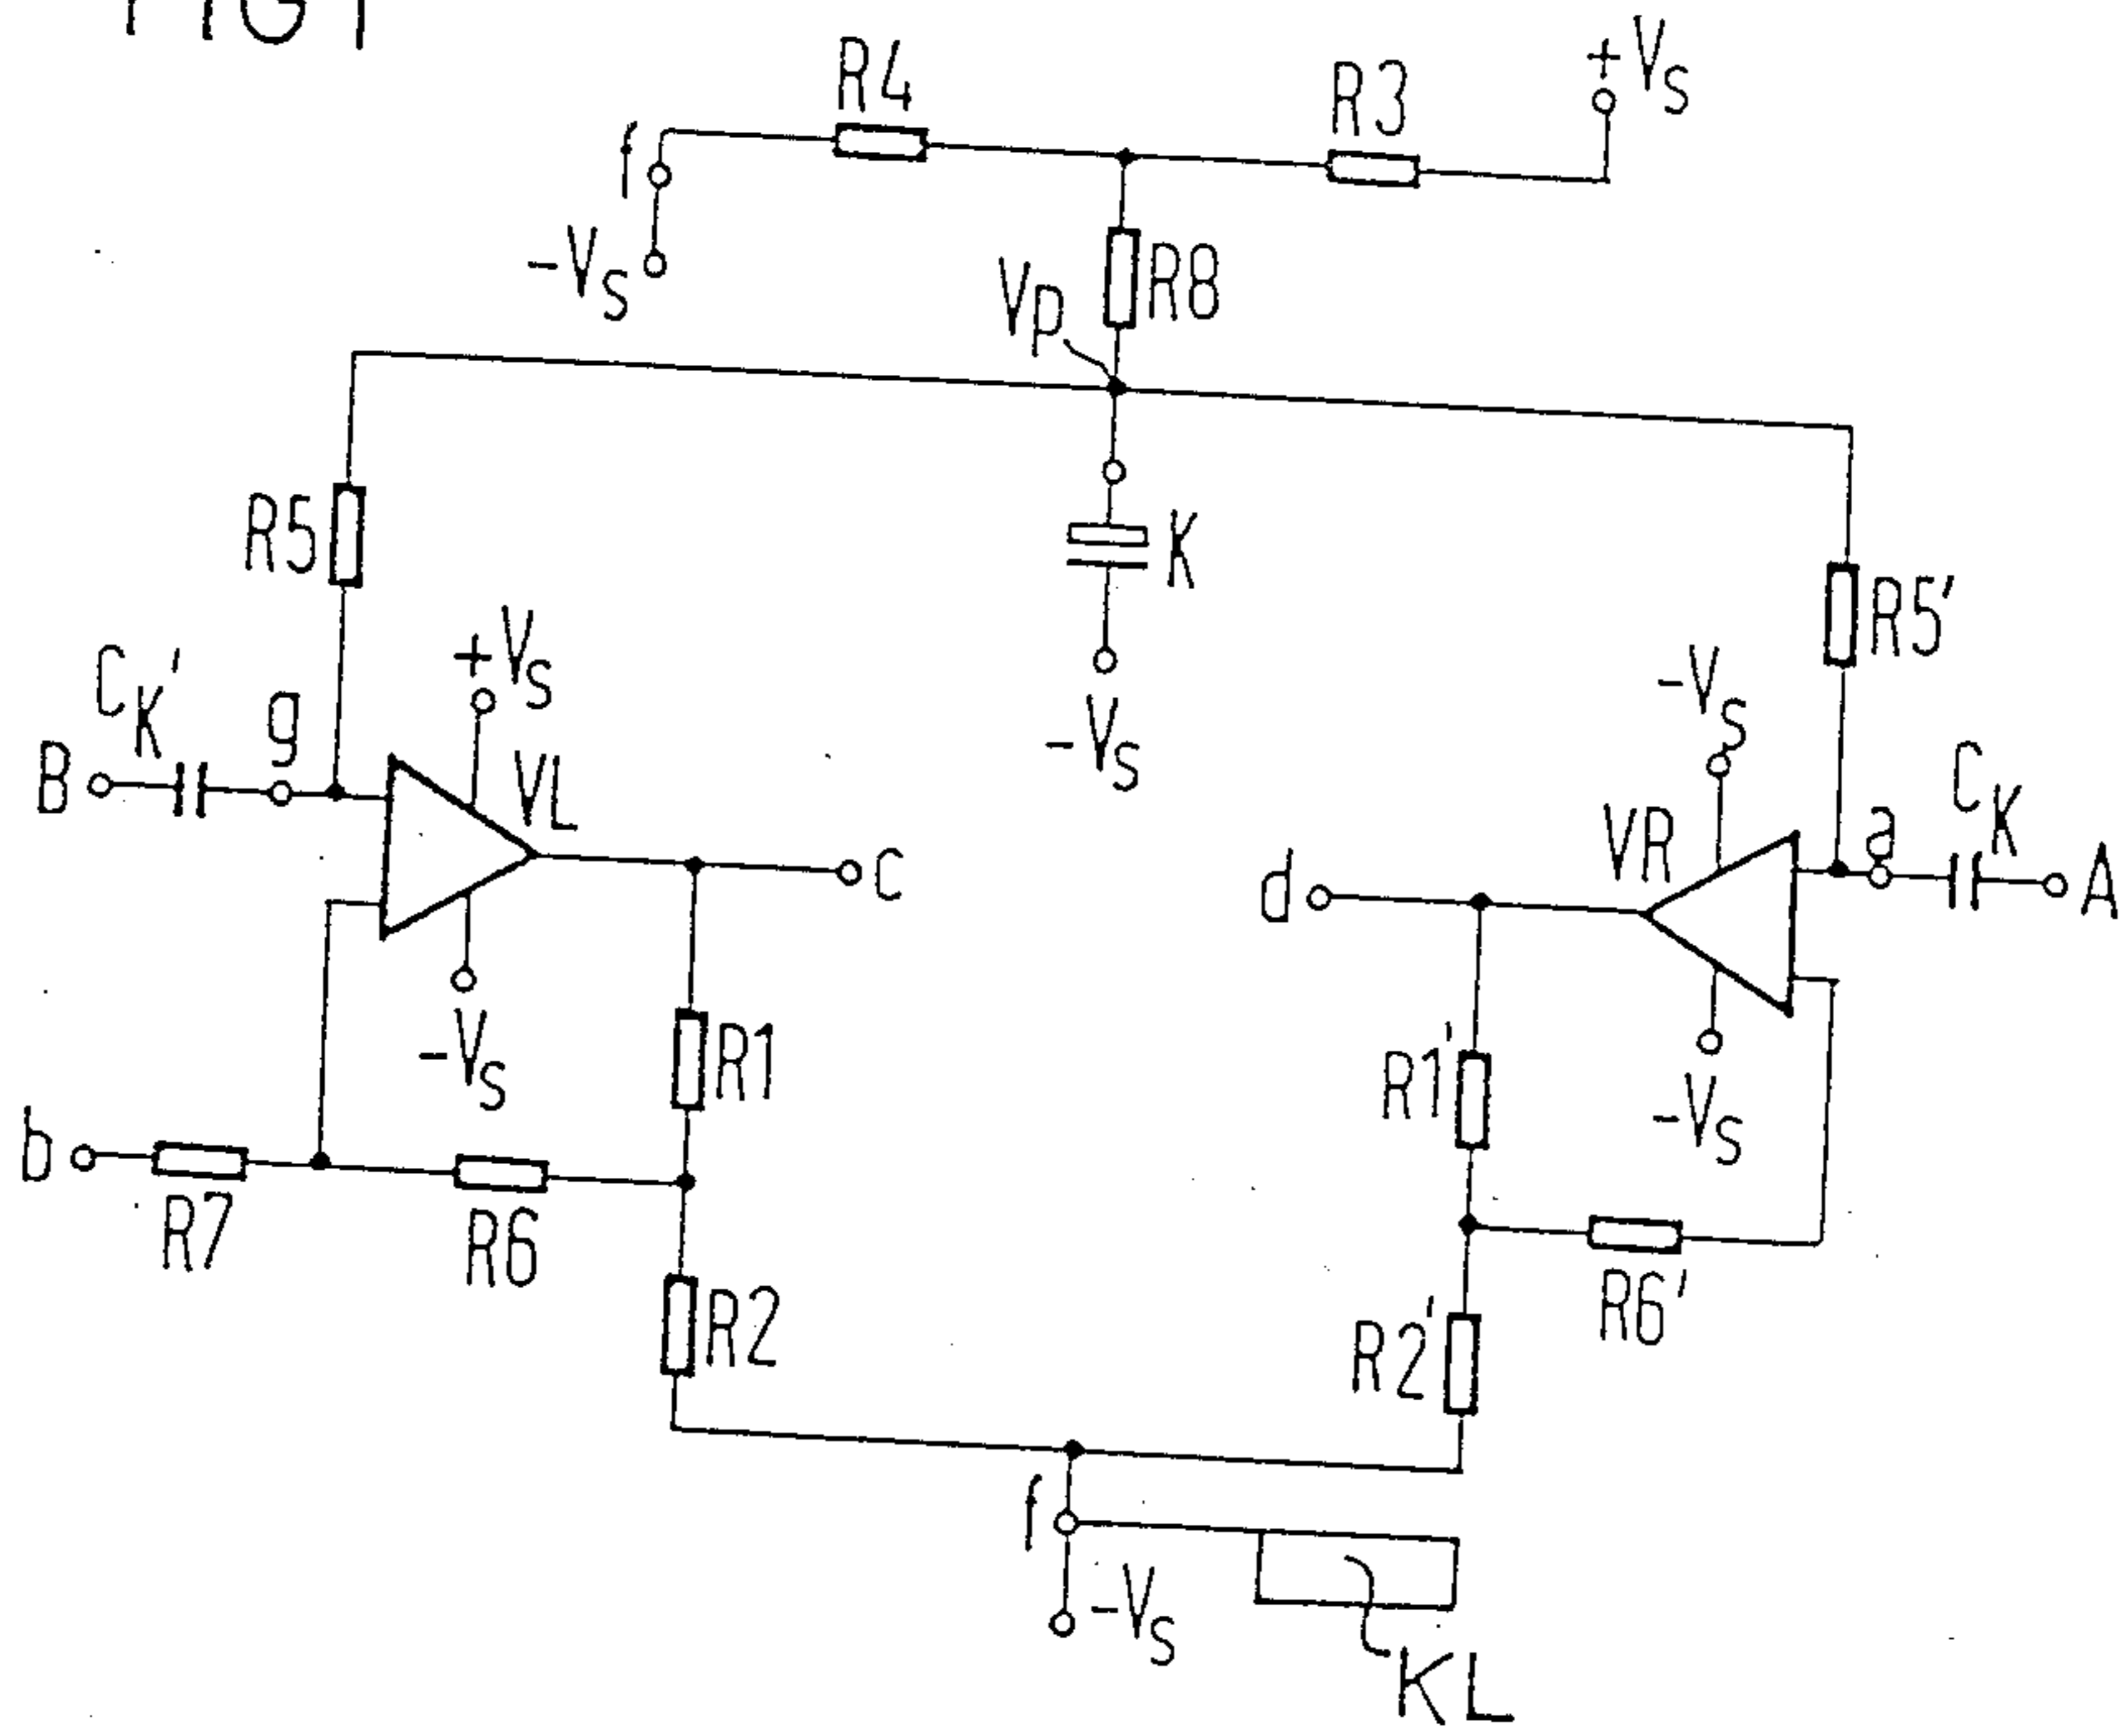 FIG 1
R4
R3
+VS
f
-VS
R8
VP
R5
K
R5'
CK'
+VS
-VS
-VS
g
B
VL
CK
VR
a
C
d
A
-VS
R1
R1'
-VS
b
R7
R6
R6'
R2
R2'
f
-VS
KL